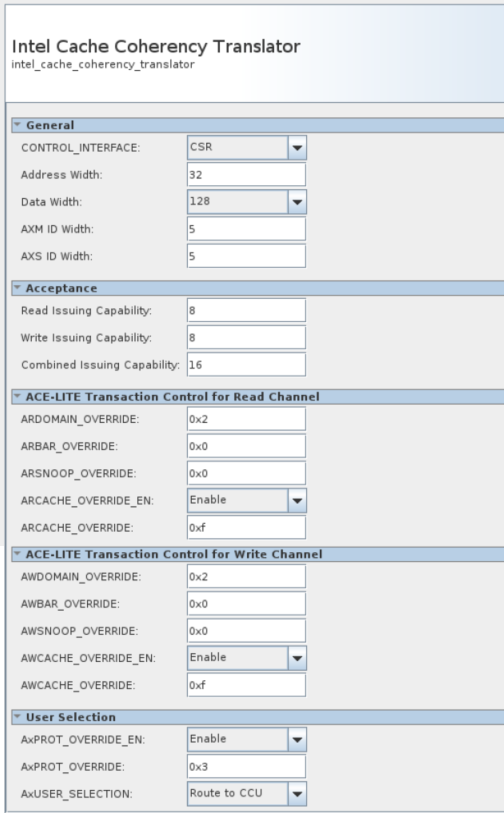 Intel Cache Coherency Translator
intel_cache_coherency_translator
General
CONTROL_INTERFACE: CSR
Address Width: 32
Data Width: 128
AXM ID Width: 5
AXS ID Width: 5
Acceptance
Read Issuing Capability: 8
Write Issuing Capability: 8
Combined Issuing Capability: 16
ACE-LITE Transaction Control for Read Channel
ARDOMAIN_OVERRIDE: 0x2
ARBAR_OVERRIDE: 0x0
ARSNOOP_OVERRIDE: 0x0
ARCACHE_OVERRIDE_EN: Enable
ARCACHE_OVERRIDE: 0xf
ACE-LITE Transaction Control for Write Channel
AWDOMAIN_OVERRIDE: 0x2
AWBAR_OVERRIDE: 0x0
AWSNOOP_OVERRIDE: 0x0
AWCACHE_OVERRIDE_EN: Enable
AWCACHE_OVERRIDE: 0xf
User Selection
AxPROT_OVERRIDE_EN: Enable
AxPROT_OVERRIDE: 0x3
AxUSER_SELECTION: Route to CCU